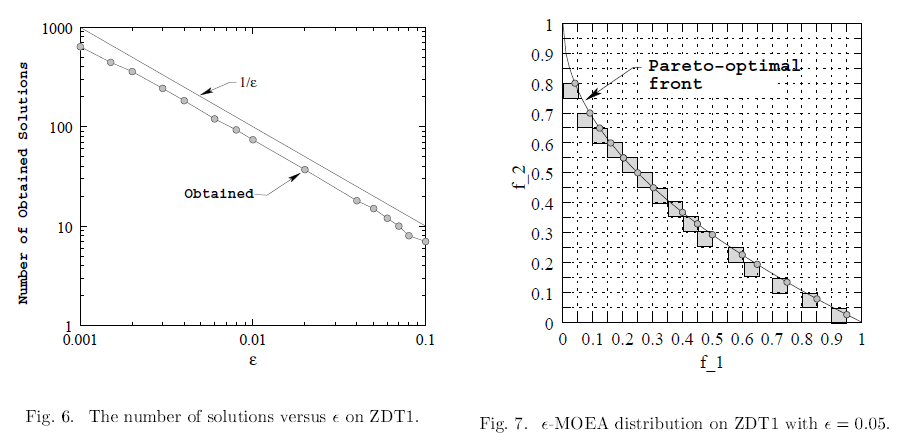 1000
100
10
1
Number of Obtained Solutions
1/ε
Obtained
0.001
0.01
0.1
ε
Fig. 6. The number of solutions versus ϵ on ZDT1.
1
0.9
0.8
0.7
0.6
0.5
0.4
0.3
0.2
0.1
0
f_2
Pareto-optimal
front
0 0.1 0.2 0.3 0.4 0.5 0.6 0.7 0.8 0.9 1
f_1
Fig. 7. ϵ-MOEA distribution on ZDT1 with ϵ = 0.05.